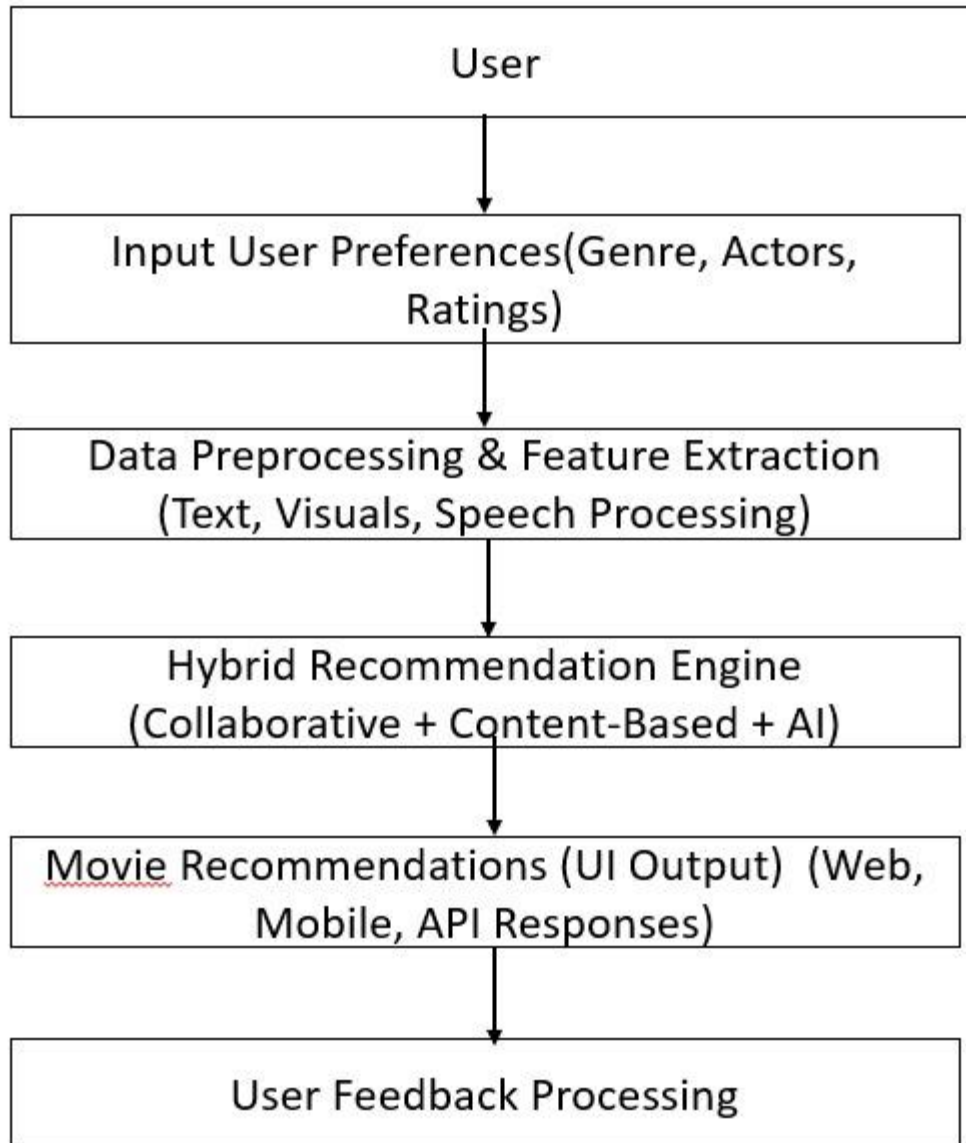 User
Input User Preferences(Genre, Actors,
Ratings)
Data Preprocessing & Feature Extraction
(Text, Visuals, Speech Processing)
Hybrid Recommendation Engine
(Collaborative + Content-Based + AI)
Movie Recommendations (UI Output)  (Web,
Mobile, API Responses)
User Feedback Processing